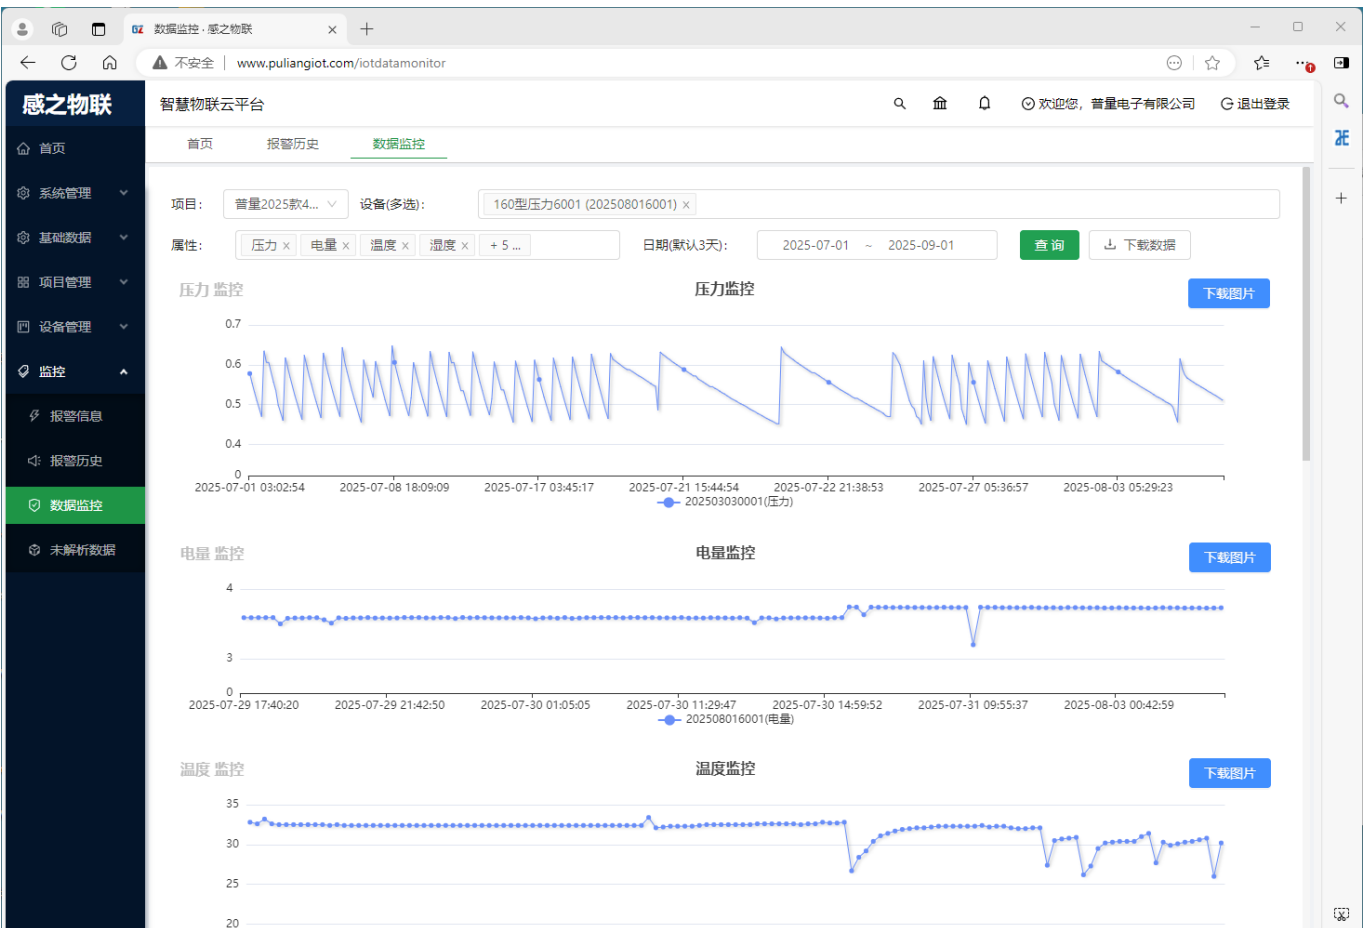 数据监控 · 感之物联
不安全 | www.puliangiot.com/iotdatamonitor
感之物联
智慧物联云平台
欢迎您，普量电子有限公司
退出登录
首页
报警历史
数据监控
首页
系统管理
基础数据
项目管理
设备管理
监控
报警信息
报警历史
数据监控
未解析数据
项目：
普量2025款4...
设备(多选)：
160型压力6001 (202508016001) ×
属性：
压力 × 电量 × 温度 × 湿度 × + 5 ...
日期(默认3天)：
2025-07-01 ~ 2025-09-01
查 询
下载数据
压力 监控
压力监控
下载图片
0.7
0.6
0.5
0.4
0
2025-07-01 03:02:54 2025-07-08 18:09:09 2025-07-17 03:45:17 2025-07-21 15:44:54 2025-07-22 21:38:53 2025-07-27 05:36:57 2025-08-03 05:29:23
202503030001(压力)
电量 监控
电量监控
下载图片
4
3
0
2025-07-29 17:40:20 2025-07-29 21:42:50 2025-07-30 01:05:05 2025-07-30 11:29:47 2025-07-30 14:59:52 2025-07-31 09:55:37 2025-08-03 00:42:59
202508016001(电量)
温度 监控
温度监控
下载图片
35
30
25
20